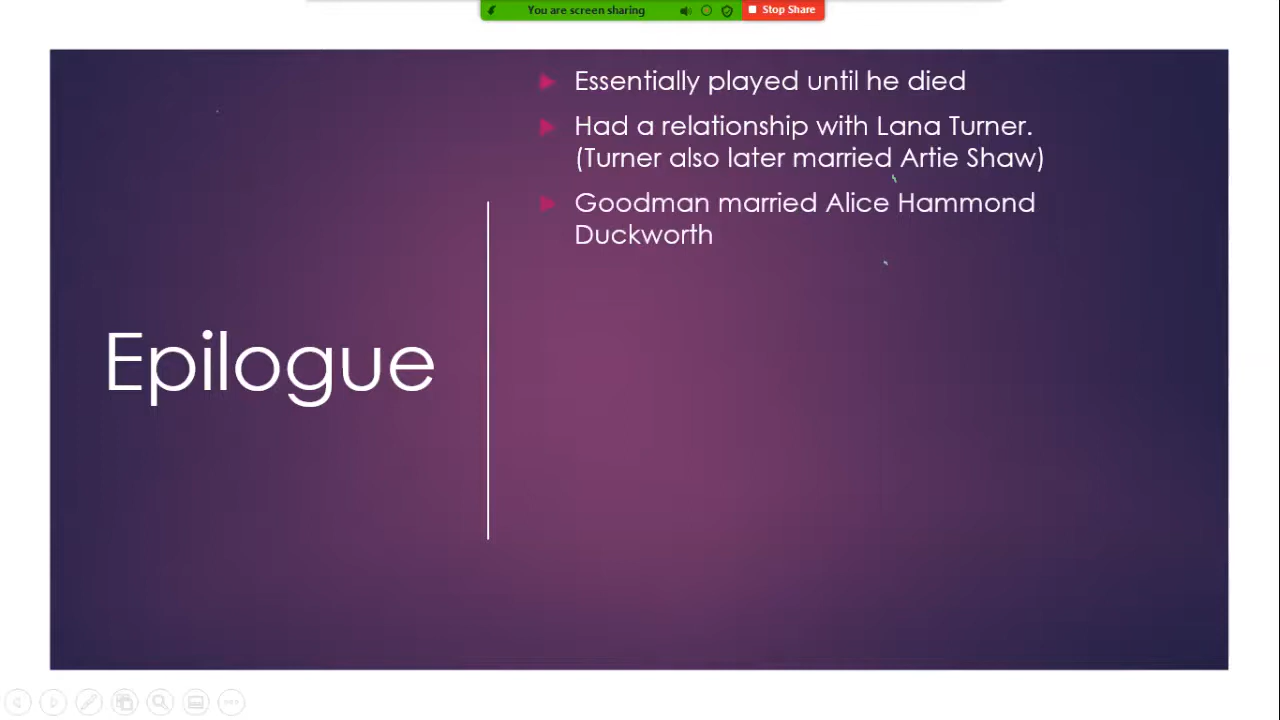 You are screen sharing
Stop Share
Essentially played until he died
Had a relationship with Lana Turner.
(Turner also later married Artie Shaw)
Goodman married Alice Hammond
Duckworth
Epilogue